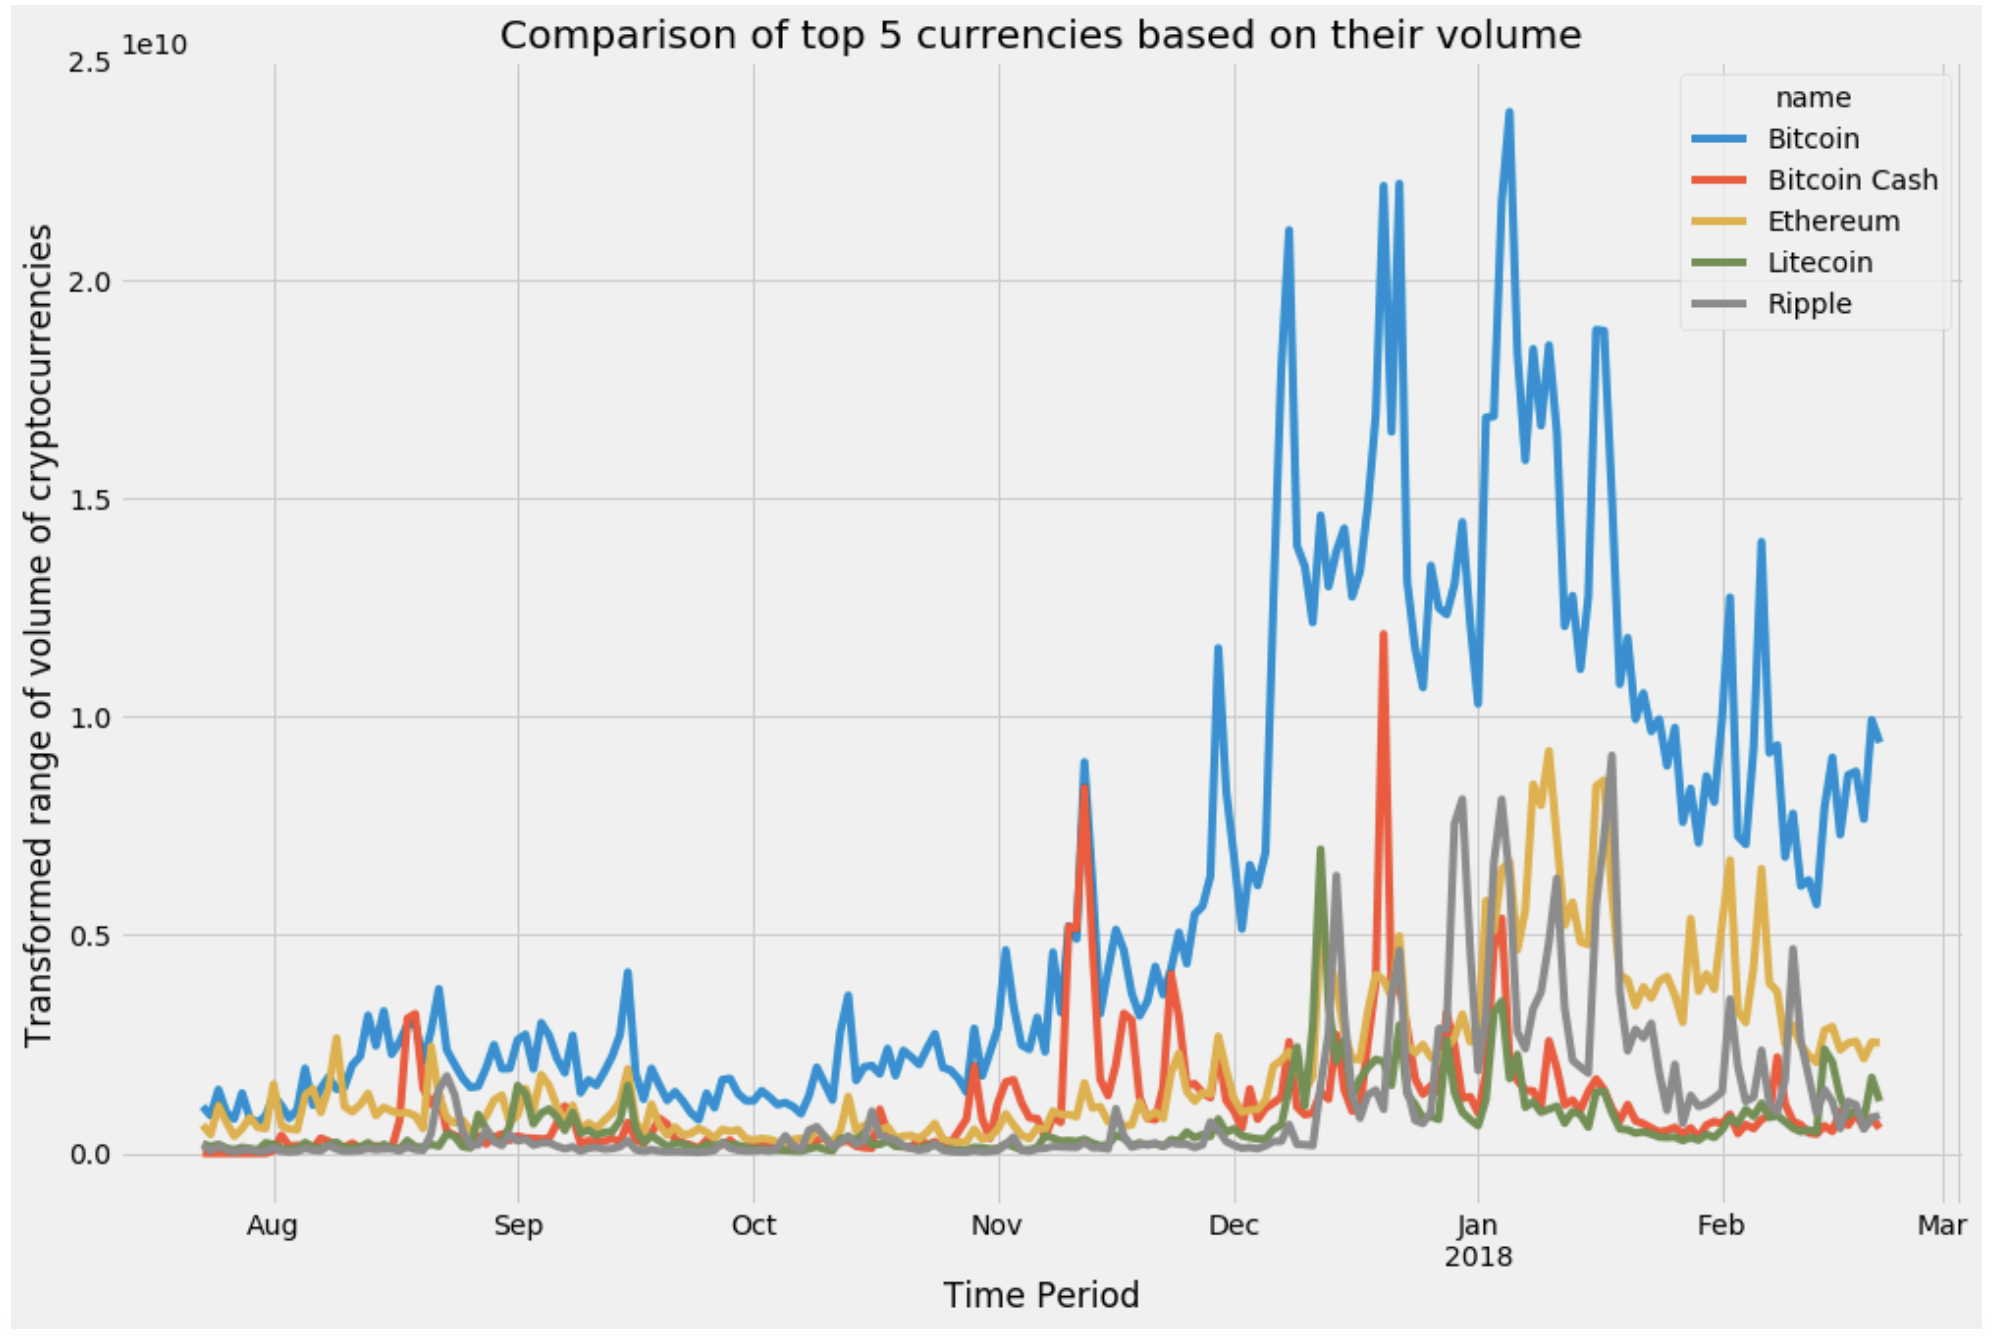 Comparison of top 5 currencies based on their volume
1e10
2.5
2.0
1.5
1.0
0.5
0.0
Transformed range of volume of cryptocurrencies
name
Bitcoin
Bitcoin Cash
Ethereum
Litecoin
Ripple
Aug Sep Oct Nov Dec Jan Feb Mar
2018
Time Period